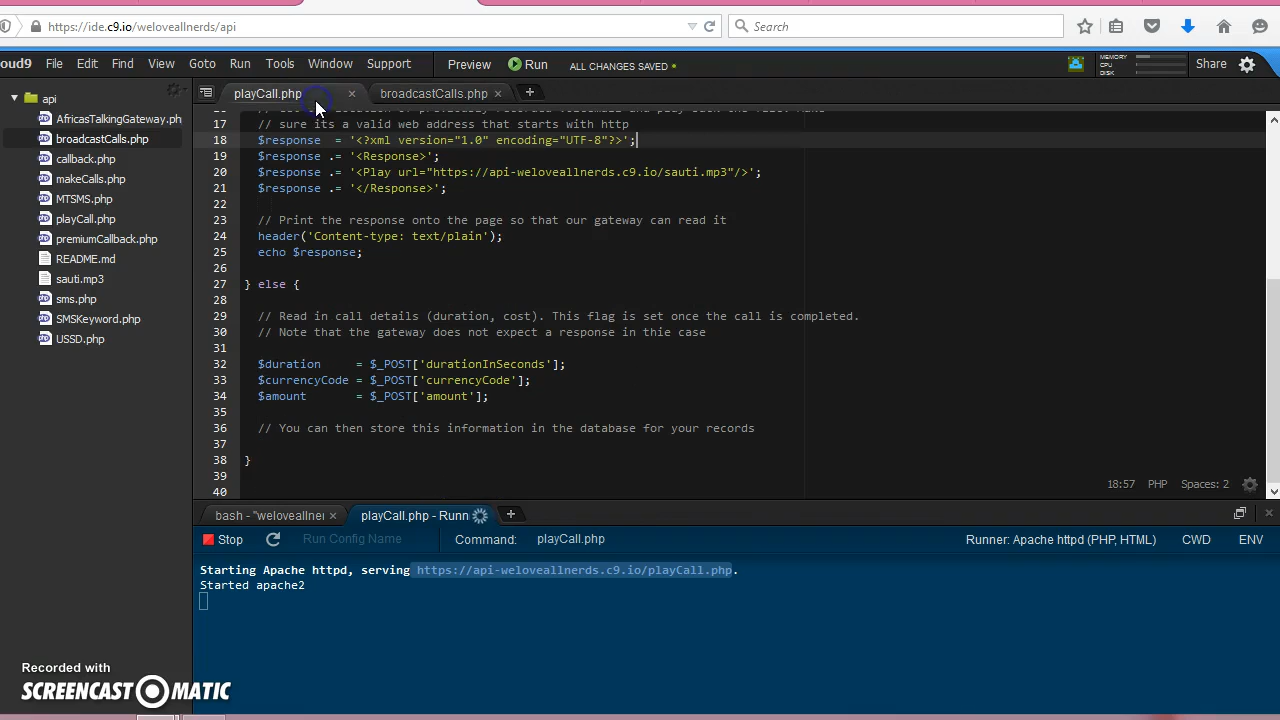 https://ide.c9.io/weloveallnerds/api
Search
oud9 File Edit Find View Goto Run Tools Window Support Preview Run ALL CHANGES SAVED MEMORY CPU DISK Share
api
AfricasTalkingGateway.ph
broadcastCalls.php
callback.php
makeCalls.php
MTSMS.php
playCall.php
premiumCallback.php
README.md
sauti.mp3
sms.php
SMSKeyword.php
USSD.php
playCall.php broadcastCalls.php
17 // sure its a valid web address that starts with http
18 $response = '<?xml version="1.0" encoding="UTF-8"?>';
19 $response .= '<Response>';
20 $response .= '<Play url="https://api-weloveallnerds.c9.io/sauti.mp3"/>';
21 $response .= '</Response>';
22
23 // Print the response onto the page so that our gateway can read it
24 header('Content-type: text/plain');
25 echo $response;
26
27 } else {
28
29 // Read in call details (duration, cost). This flag is set once the call is completed.
30 // Note that the gateway does not expect a response in thie case
31
32 $duration = $_POST['durationInSeconds'];
33 $currencyCode = $_POST['currencyCode'];
34 $amount = $_POST['amount'];
35
36 // You can then store this information in the database for your records
37
38 }
39
40
18:57 PHP Spaces: 2
bash - "weloveallner playCall.php - Runn
Stop Run Config Name Command: playCall.php Runner: Apache httpd (PHP, HTML) CWD ENV
Starting Apache httpd, serving https://api-weloveallnerds.c9.io/playCall.php.
Started apache2
Recorded with
SCREENCAST MATIC